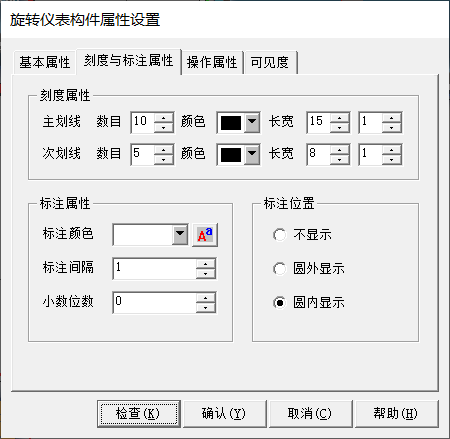 旋转仪表构件属性设置
基本属性 刻度与标注属性 操作属性 可见度
刻度属性
主划线 数目 10 颜色 长宽 15 1
次划线 数目 5 颜色 长宽 8 1
标注属性
标注颜色 Aa
标注间隔 1
小数位数 0
标注位置
不显示
圆外显示
圆内显示
检查(K) 确认(Y) 取消(C) 帮助(H)